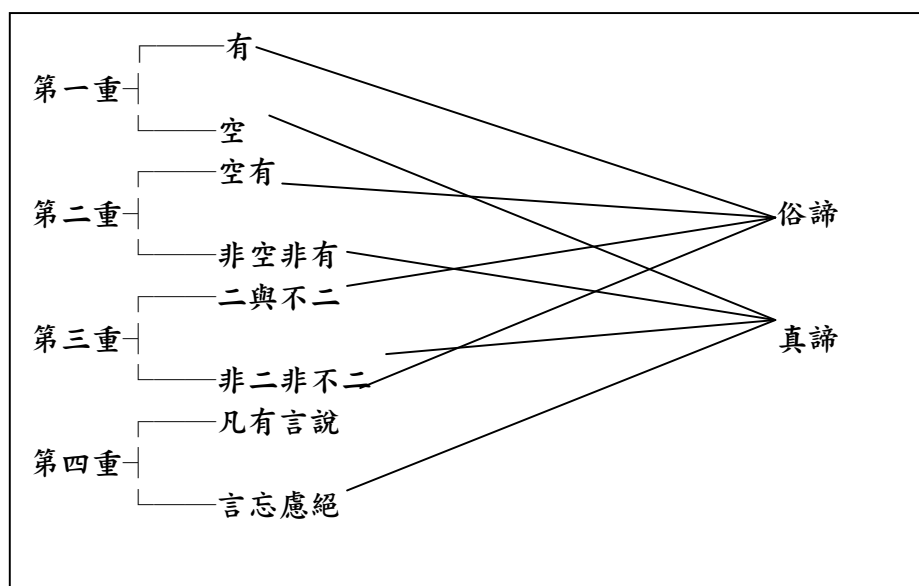 有
第一重
空
空有
第二重
俗諦
非空非有
二與不二
第三重
真諦
非二非不二
凡有言說
第四重
言忘慮絕